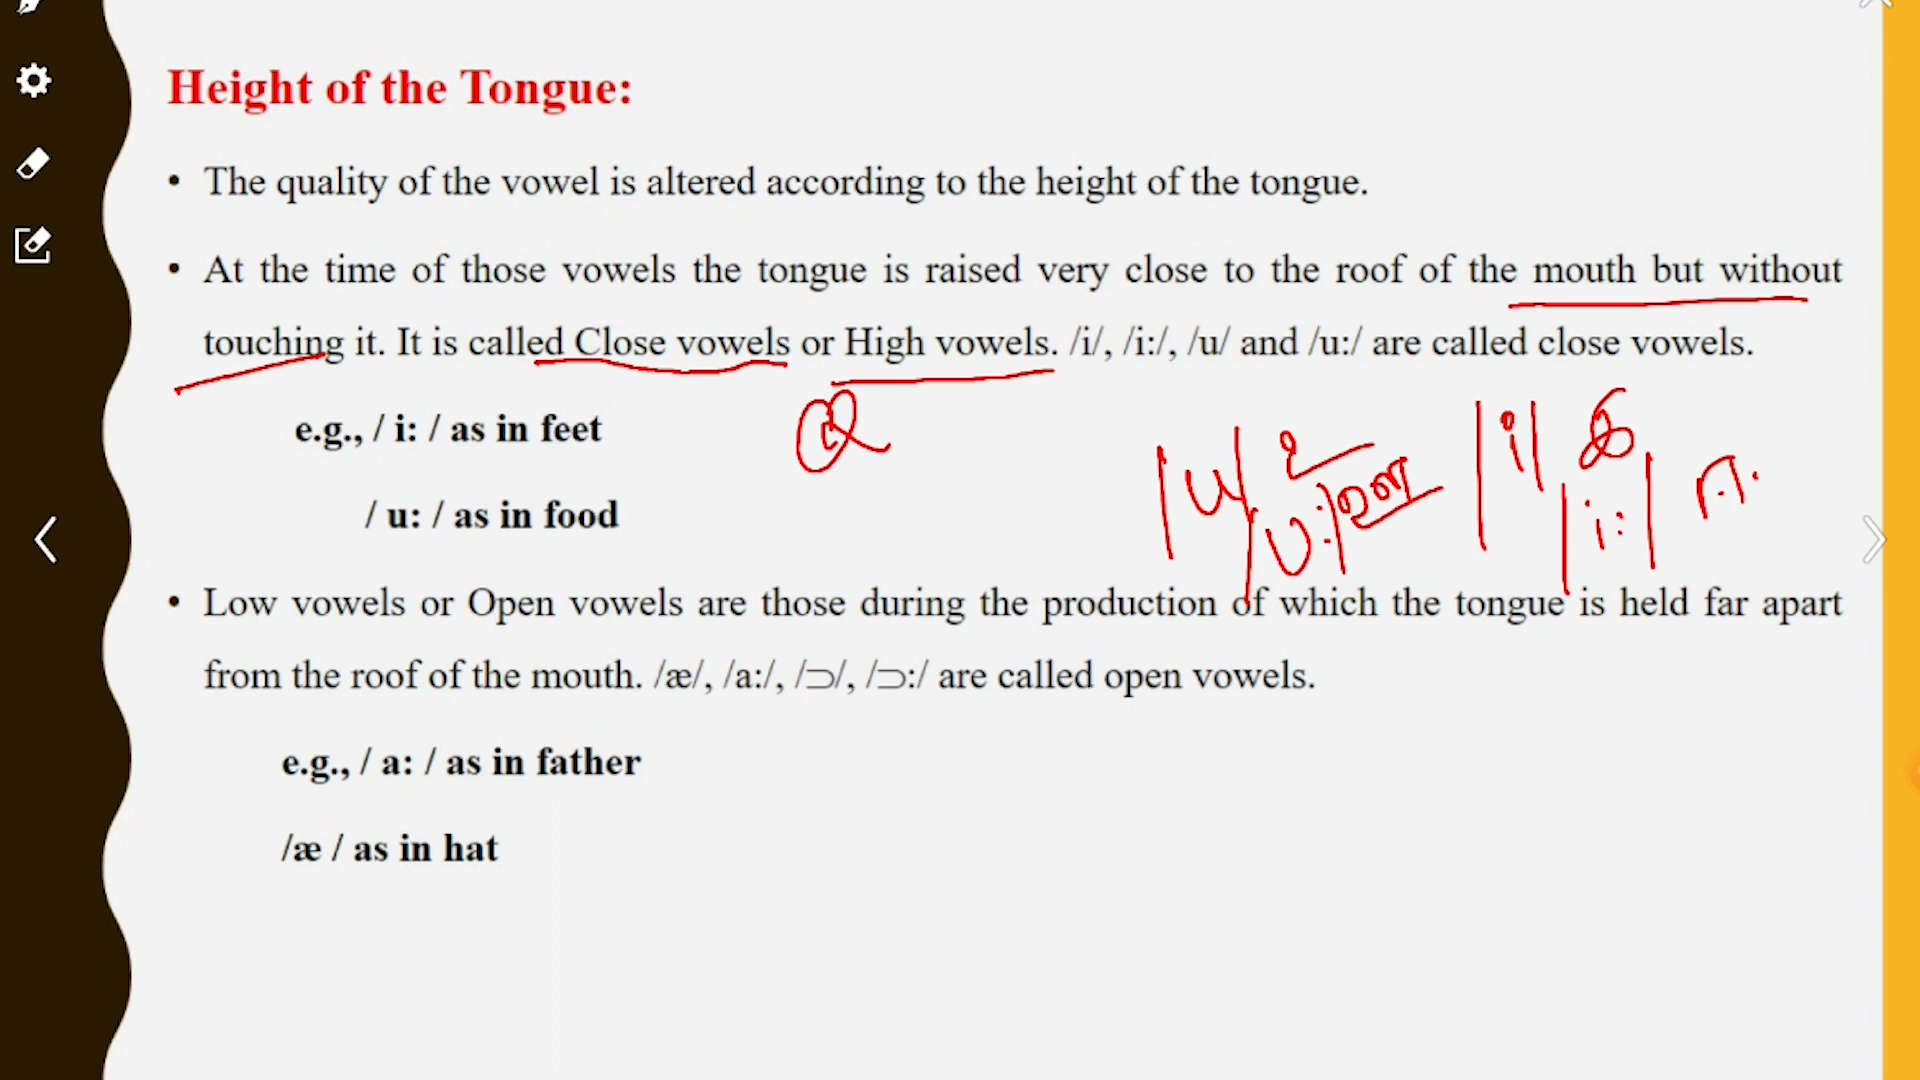 Height of the Tongue:
• The quality of the vowel is altered according to the height of the tongue.
• At the time of those vowels the tongue is raised very close to the roof of the mouth but without
touching it. It is called Close vowels or High vowels. /i/, /i:/, /u/ and /u:/ are called close vowels.
e.g., / i: / as in feet
/u/ உ
/i/ இ
/ u: / as in food
/u:/ ஊ
/i:/ ஈ
• Low vowels or Open vowels are those during the production of which the tongue is held far apart
from the roof of the mouth. /æ/, /a:/, /ɔ/, /ɔ:/ are called open vowels.
e.g., / a: / as in father
/æ / as in hat